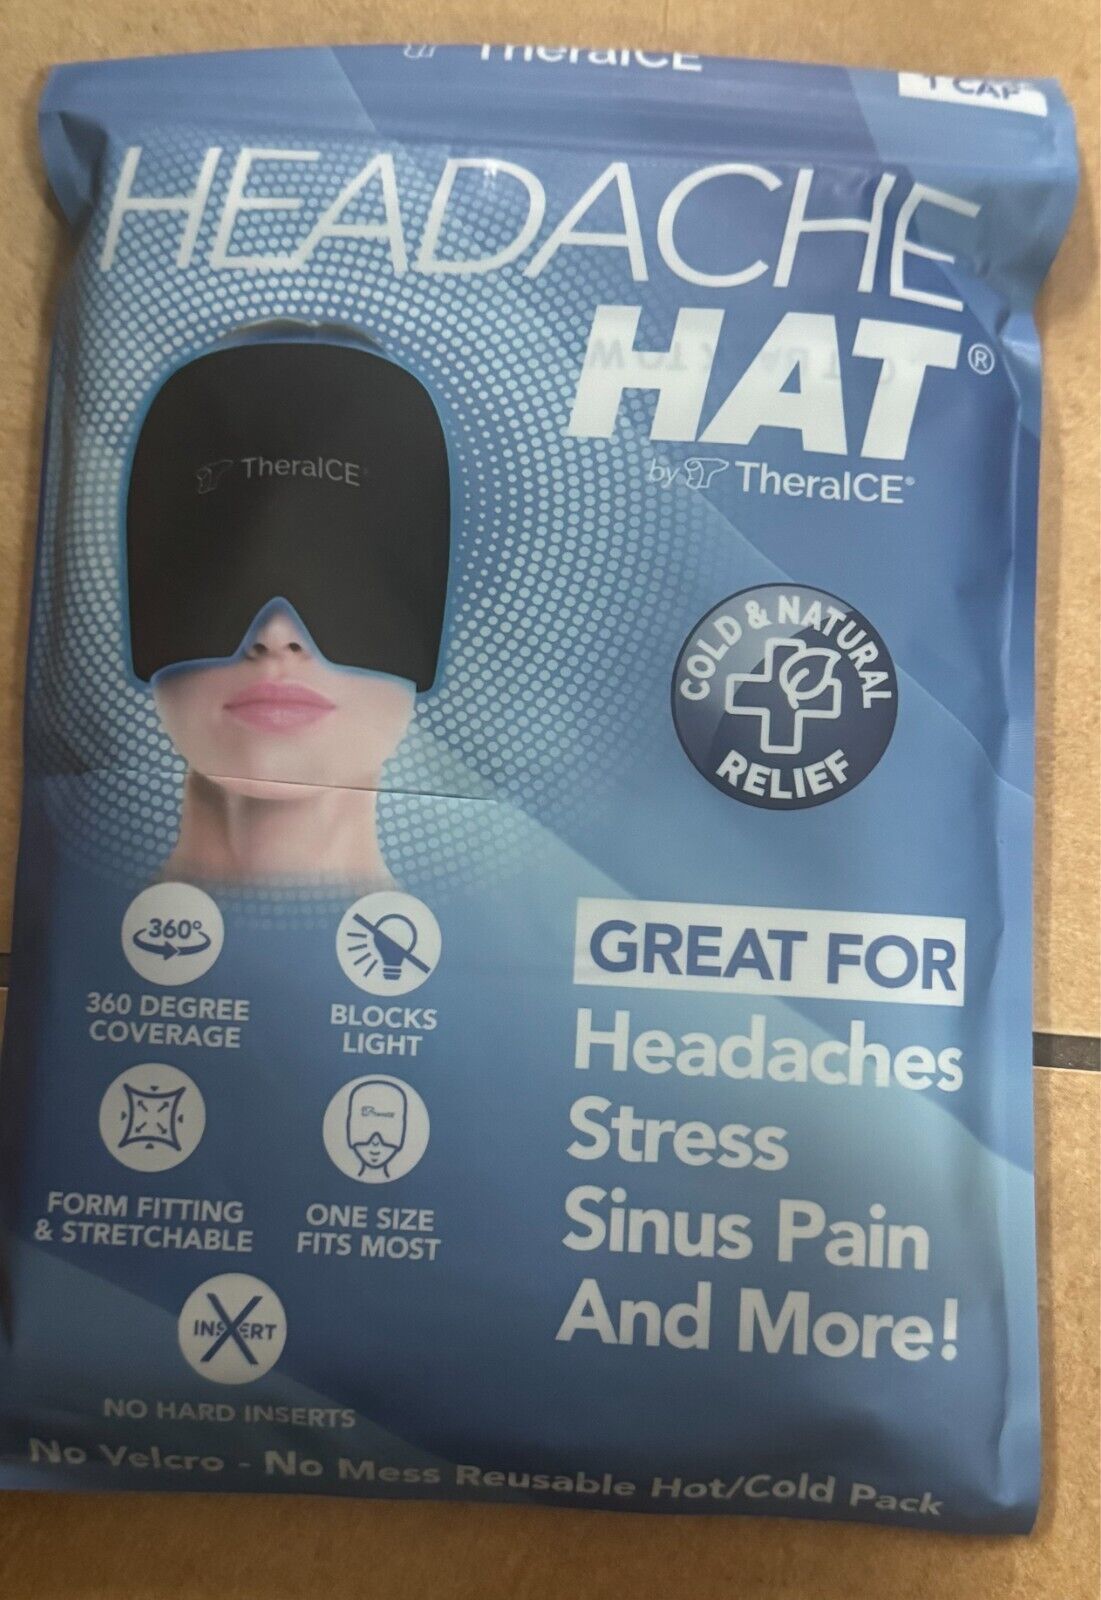 TheraICE
1 CAP
HEADACHE
HAT®
by TheraICE®
TheraICE
COLD & NATURAL
RELIEF
360°
360 DEGREE
COVERAGE
BLOCKS
LIGHT
FORM FITTING
& STRETCHABLE
ONE SIZE
FITS MOST
INSERT
NO HARD INSERTS
GREAT FOR
Headaches
Stress
Sinus Pain
And More!
No Velcro - No Mess Reusable Hot/Cold Pack